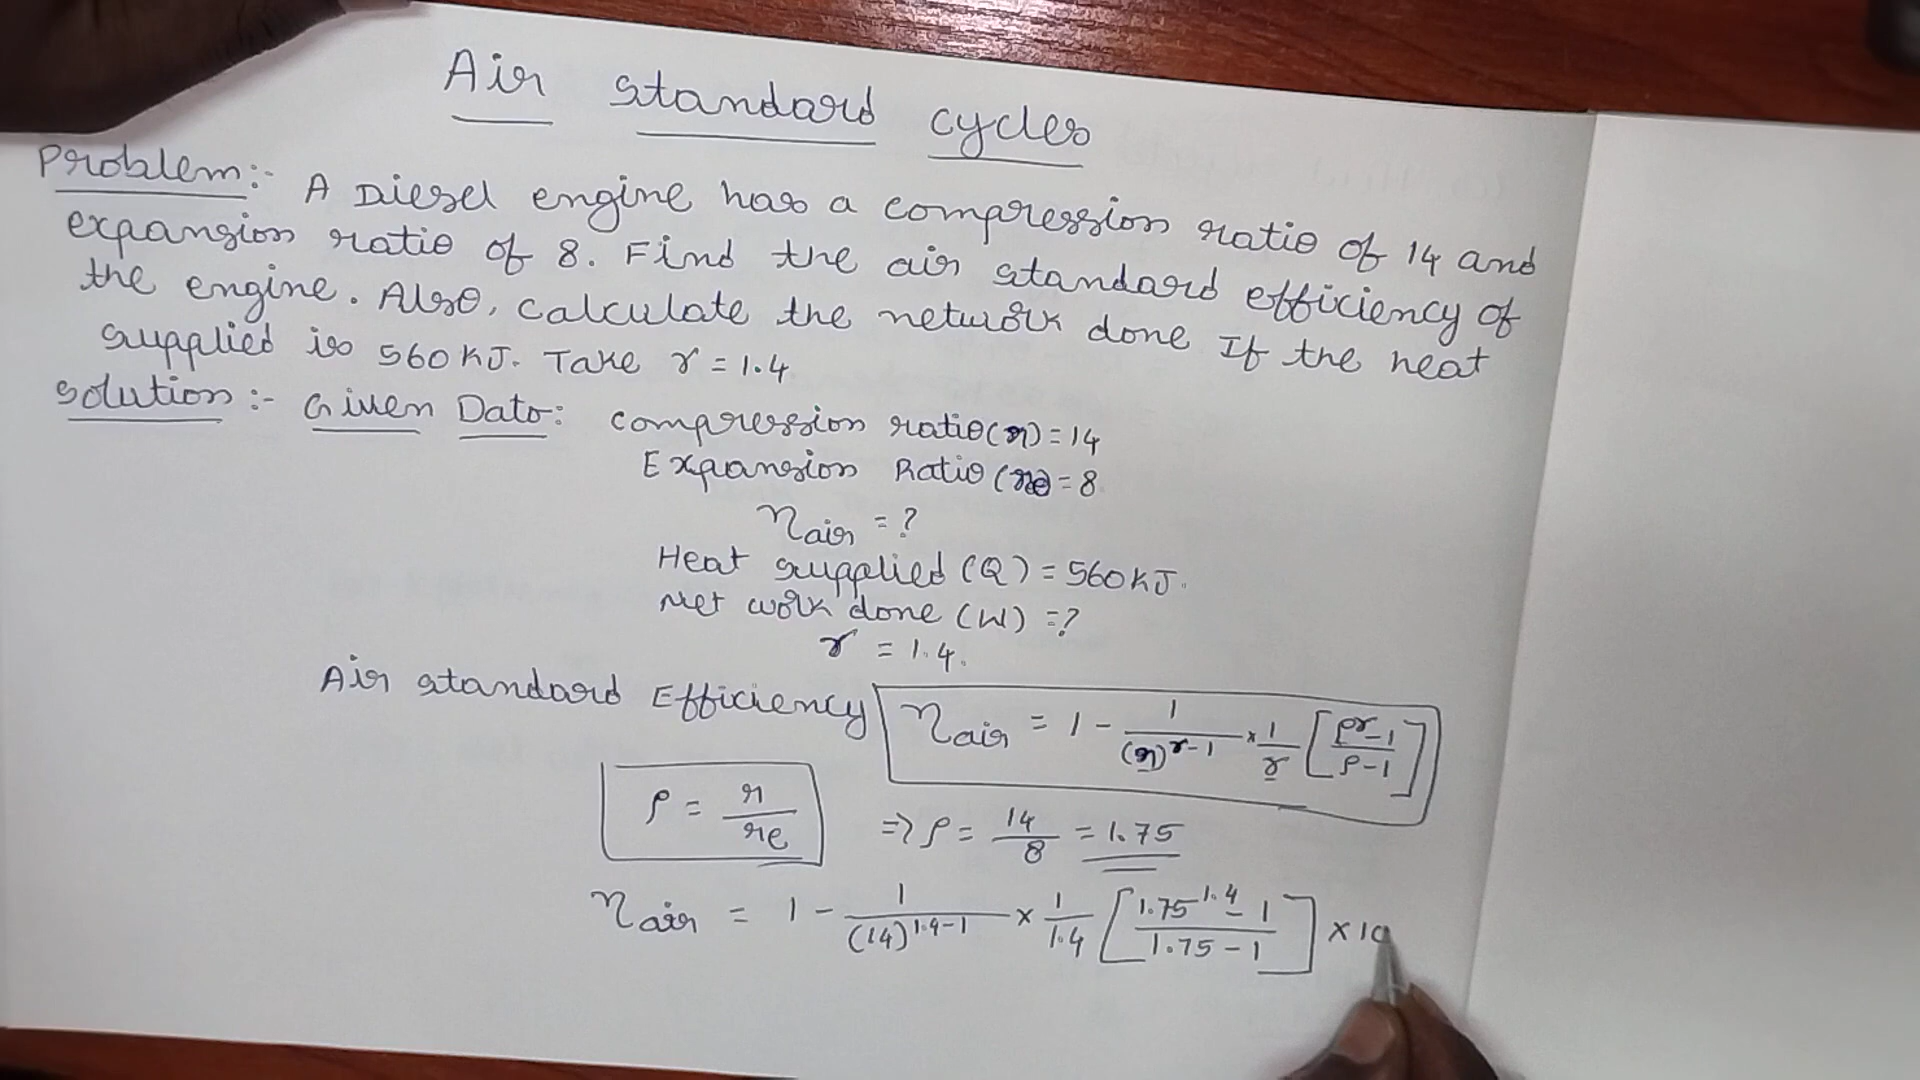 Air standard cycles
Problem:- A Diesel engine has a compression ratio of 14 and
expansion ratio of 8. Find the air standard efficiency of
the engine. Also, calculate the network done If the heat
supplied is 560 KJ. Take γ = 1.4
Solution:- Given Data: compression ratio (r) = 14
Expansion Ratio (re) = 8
ηair = ?
Heat supplied (Q) = 560 KJ.
Net work done (W) = ?
γ = 1.4.
Air standard Efficiency ηair = 1 - 1/(r)^γ-1 × 1/γ [ρ^γ-1/ρ-1]
ρ = r/re => ρ = 14/8 = 1.75
ηair = 1 - 1/(14)^1.4-1 × 1/1.4 [1.75^1.4 - 1/1.75 - 1] × 10